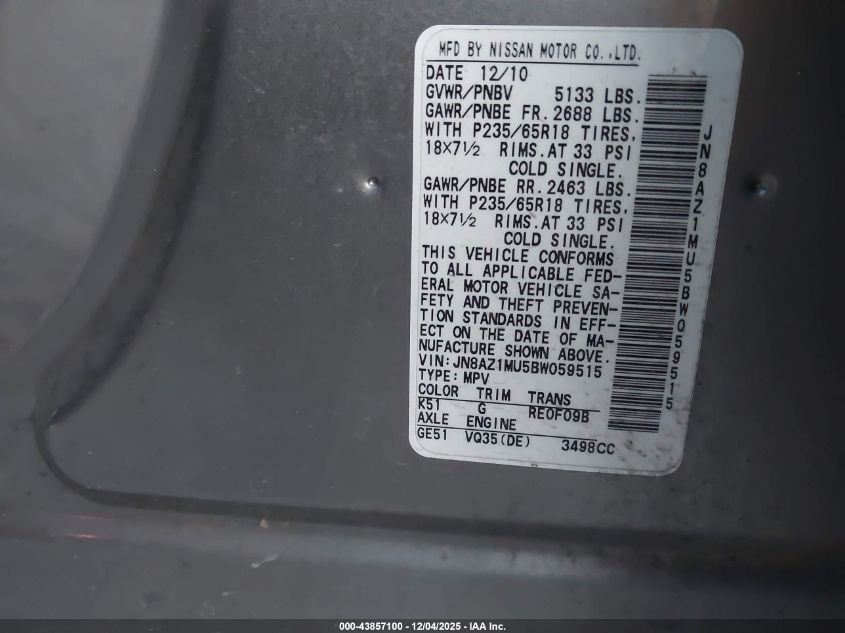 MFD BY NISSAN MOTOR CO.,LTD.
DATE 12/10
GVWR/PNBV 5133 LBS.
GAWR/PNBE FR. 2688 LBS.
WITH P235/65R18 TIRES,
18×7½ RIMS. AT 33 PSI
COLD SINGLE.
GAWR/PNBE RR. 2463 LBS.
WITH P235/65R18 TIRES,
18×7½ RIMS. AT 33 PSI
COLD SINGLE.
THIS VEHICLE CONFORMS
TO ALL APPLICABLE FED-
ERAL MOTOR VEHICLE SA-
FETY AND THEFT PREVEN-
TION STANDARDS IN EFF-
ECT ON THE DATE OF MA-
NUFACTURE SHOWN ABOVE.
VIN:JN8AZ1MU5BW059515
TYPE: MPV
COLOR TRIM TRANS
K51 G RE0F09B
AXLE ENGINE
GE51 VQ35(DE) 3498CC
JN8AZ1MU5BW059515
000-43857100 - 12/04/2025 - IAA Inc.